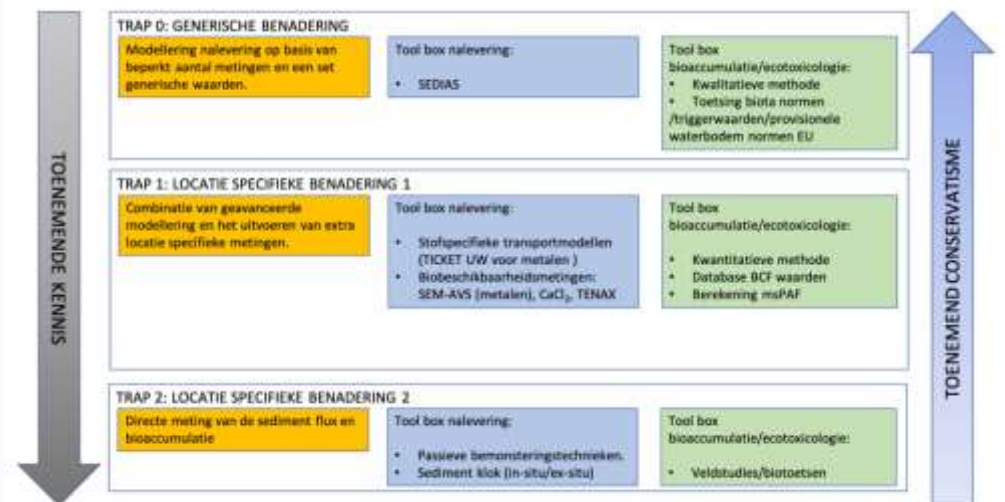 TOENEMENDE KENNIS
TRAP 0: GENERISCHE BENADERING
Modellering nalevering op basis van
beperkt aantal metingen en een set
generische waarden.
Tool box nalevering:
• SEDIAS
Tool box
bioaccumulatie/ecotoxicologie:
• Kwalitatieve methode
• Toetsing biota normen
/triggerwaarden/provisionele
waterbodem normen EU
TRAP 1: LOCATIE SPECIFIEKE BENADERING 1
Combinatie van geavanceerde
modellering en het uitvoeren van extra
locatie specifieke metingen.
Tool box nalevering:
• Stofspecifieke transportmodellen
(TICKET UW voor metalen )
• Biobeschikbaarheidsmetingen:
SEM-AVS (metalen), CaCl₂, TENAX
Tool box
bioaccumulatie/ecotoxicologie:
• Kwantitatieve methode
• Database BCF waarden
• Berekening msPAF
TRAP 2: LOCATIE SPECIFIEKE BENADERING 2
Directe meting van de sediment flux en
bioaccumulatie
Tool box nalevering:
• Passieve bemonsteringstechnieken.
• Sediment klok (in-situ/ex-situ)
Tool box
bioaccumulatie/ecotoxicologie:
• Veldstudies/biotoetsen
TOENEMEND CONSERVATISME